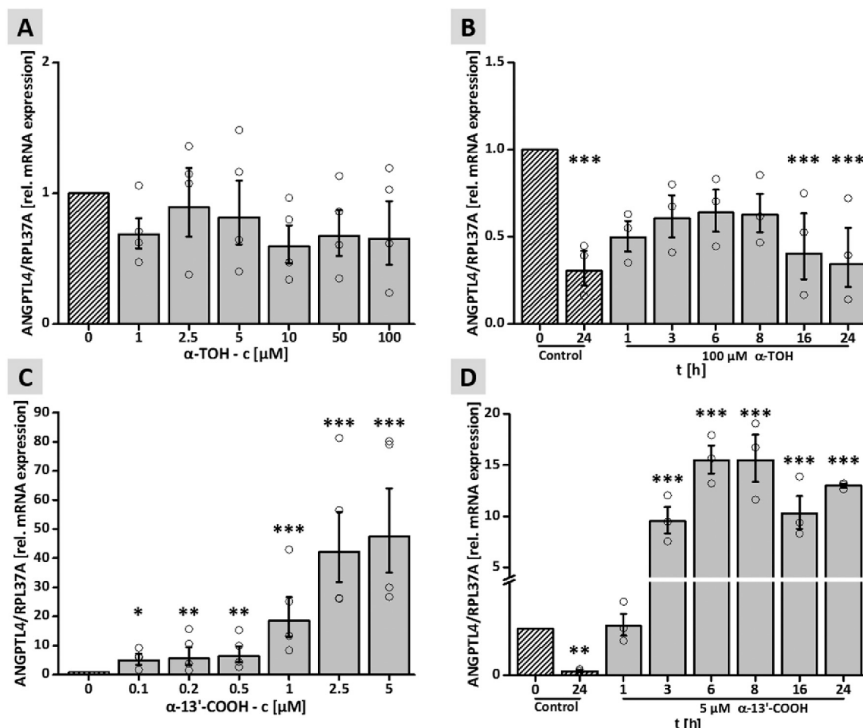 A
ANGPTL4/RPL37A [rel. mRNA expression]
2
1
0
0 1 2.5 5 10 50 100
α-TOH - c [µM]
B
ANGPTL4/RPL37A [rel. mRNA expression]
1.5
1.0
0.5
0.0
*** *** ***
0 24 1 3 6 8 16 24
Control 100 µM α-TOH
t [h]
C
ANGPTL4/RPL37A [rel. mRNA expression]
90
80
70
60
50
40
30
20
10
0
* ** ** *** *** ***
0 0.1 0.2 0.5 1 2.5 5
α-13'-COOH - c [µM]
D
ANGPTL4/RPL37A [rel. mRNA expression]
20
15
10
5
0
** *** *** *** *** ***
0 24 1 3 6 8 16 24
Control 5 µM α-13'-COOH
t [h]